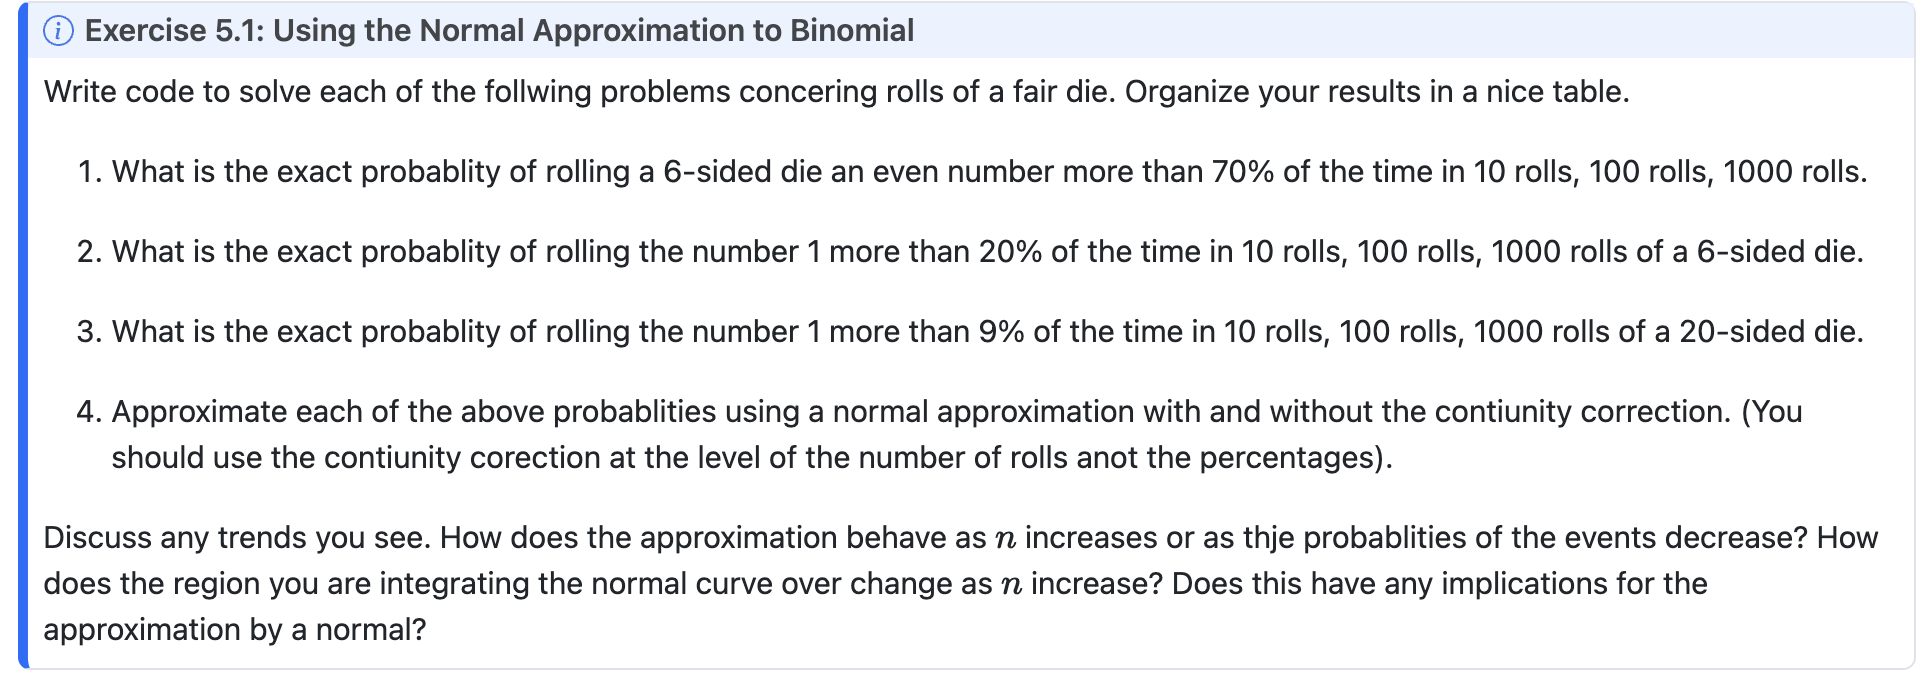 Exercise 5.1: Using the Normal Approximation to Binomial
Write code to solve each of the follwing problems concering rolls of a fair die. Organize your results in a nice table.
1. What is the exact probablity of rolling a 6-sided die an even number more than 70% of the time in 10 rolls, 100 rolls, 1000 rolls.
2. What is the exact probablity of rolling the number 1 more than 20% of the time in 10 rolls, 100 rolls, 1000 rolls of a 6-sided die.
3. What is the exact probablity of rolling the number 1 more than 9% of the time in 10 rolls, 100 rolls, 1000 rolls of a 20-sided die.
4. Approximate each of the above probablities using a normal approximation with and without the contiunity correction. (You
should use the contiunity corection at the level of the number of rolls anot the percentages).
Discuss any trends you see. How does the approximation behave as n increases or as thje probablities of the events decrease? How
does the region you are integrating the normal curve over change as n increase? Does this have any implications for the
approximation by a normal?